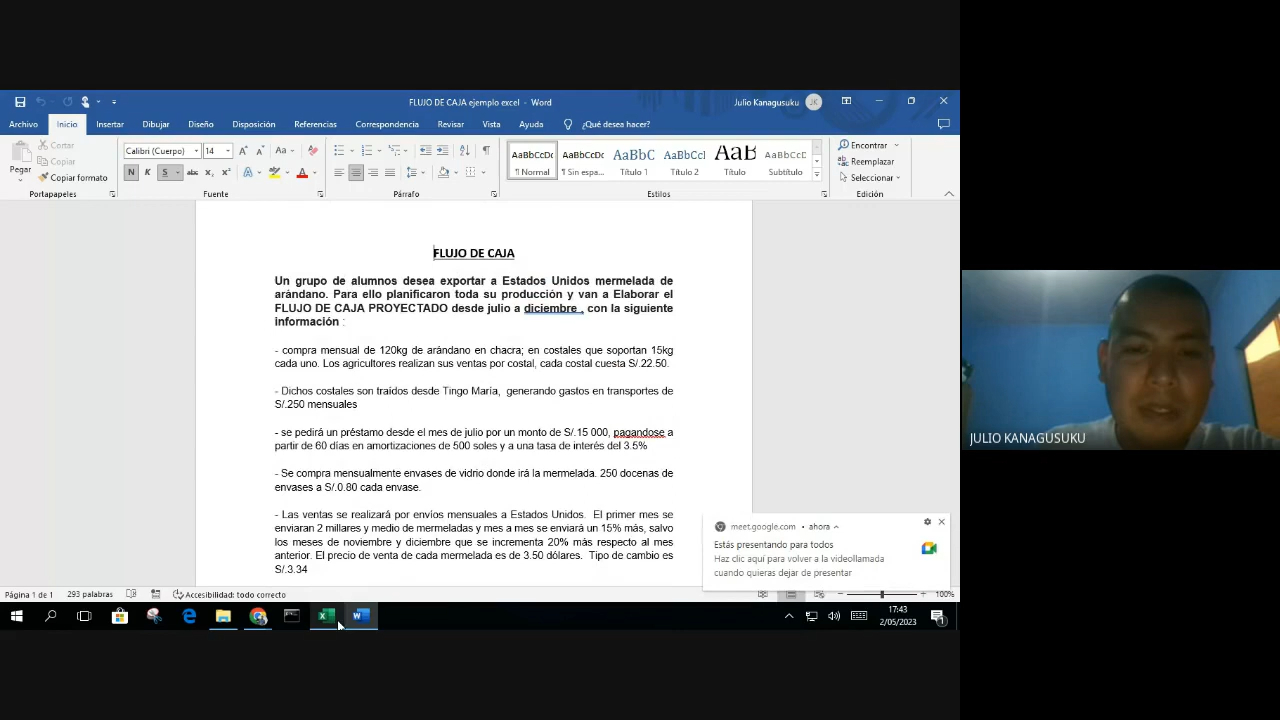 FLUJO DE CAJA ejemplo excel - Word
Julio Kanagusuku
JK
Archivo Inicio Insertar Dibujar Diseño Disposición Referencias Correspondencia Revisar Vista Ayuda ¿Qué desea hacer?
Pegar
Cortar
Copiar
Copiar formato
Portapapeles
Calibri (Cuerpo) 14
Fuente
Párrafo
AaBbCcDc AaBbCcDc AaBbC AaBbCcI AaB AaBbCcD
¶ Normal ¶ Sin espa... Título 1 Título 2 Título Subtítulo
Estilos
Encontrar
Reemplazar
Seleccionar
Edición
FLUJO DE CAJA
Un grupo de alumnos desea exportar a Estados Unidos mermelada de
arándano. Para ello planificaron toda su producción y van a Elaborar el
FLUJO DE CAJA PROYECTADO desde julio a diciembre , con la siguiente
información :
- compra mensual de 120kg de arándano en chacra; en costales que soportan 15kg
cada uno. Los agricultores realizan sus ventas por costal, cada costal cuesta S/.22.50.
- Dichos costales son traídos desde Tingo María, generando gastos en transportes de
S/.250 mensuales
- se pedirá un préstamo desde el mes de julio por un monto de S/.15 000, pagandose a
partir de 60 días en amortizaciones de 500 soles y a una tasa de interés del 3.5%
- Se compra mensualmente envases de vidrio donde irá la mermelada. 250 docenas de
envases a S/.0.80 cada envase.
- Las ventas se realizará por envíos mensuales a Estados Unidos. El primer mes se
enviaran 2 millares y medio de mermeladas y mes a mes se enviará un 15% más, salvo
los meses de noviembre y diciembre que se incrementa 20% más respecto al mes
anterior. El precio de venta de cada mermelada es de 3.50 dólares. Tipo de cambio es
S/.3.34
meet.google.com • ahora
Estás presentando para todos
Haz clic aquí para volver a la videollamada
cuando quieras dejar de presentar
Página 1 de 1 293 palabras Accesibilidad: todo correcto 100%
17:43
2/05/2023
JULIO KANAGUSUKU